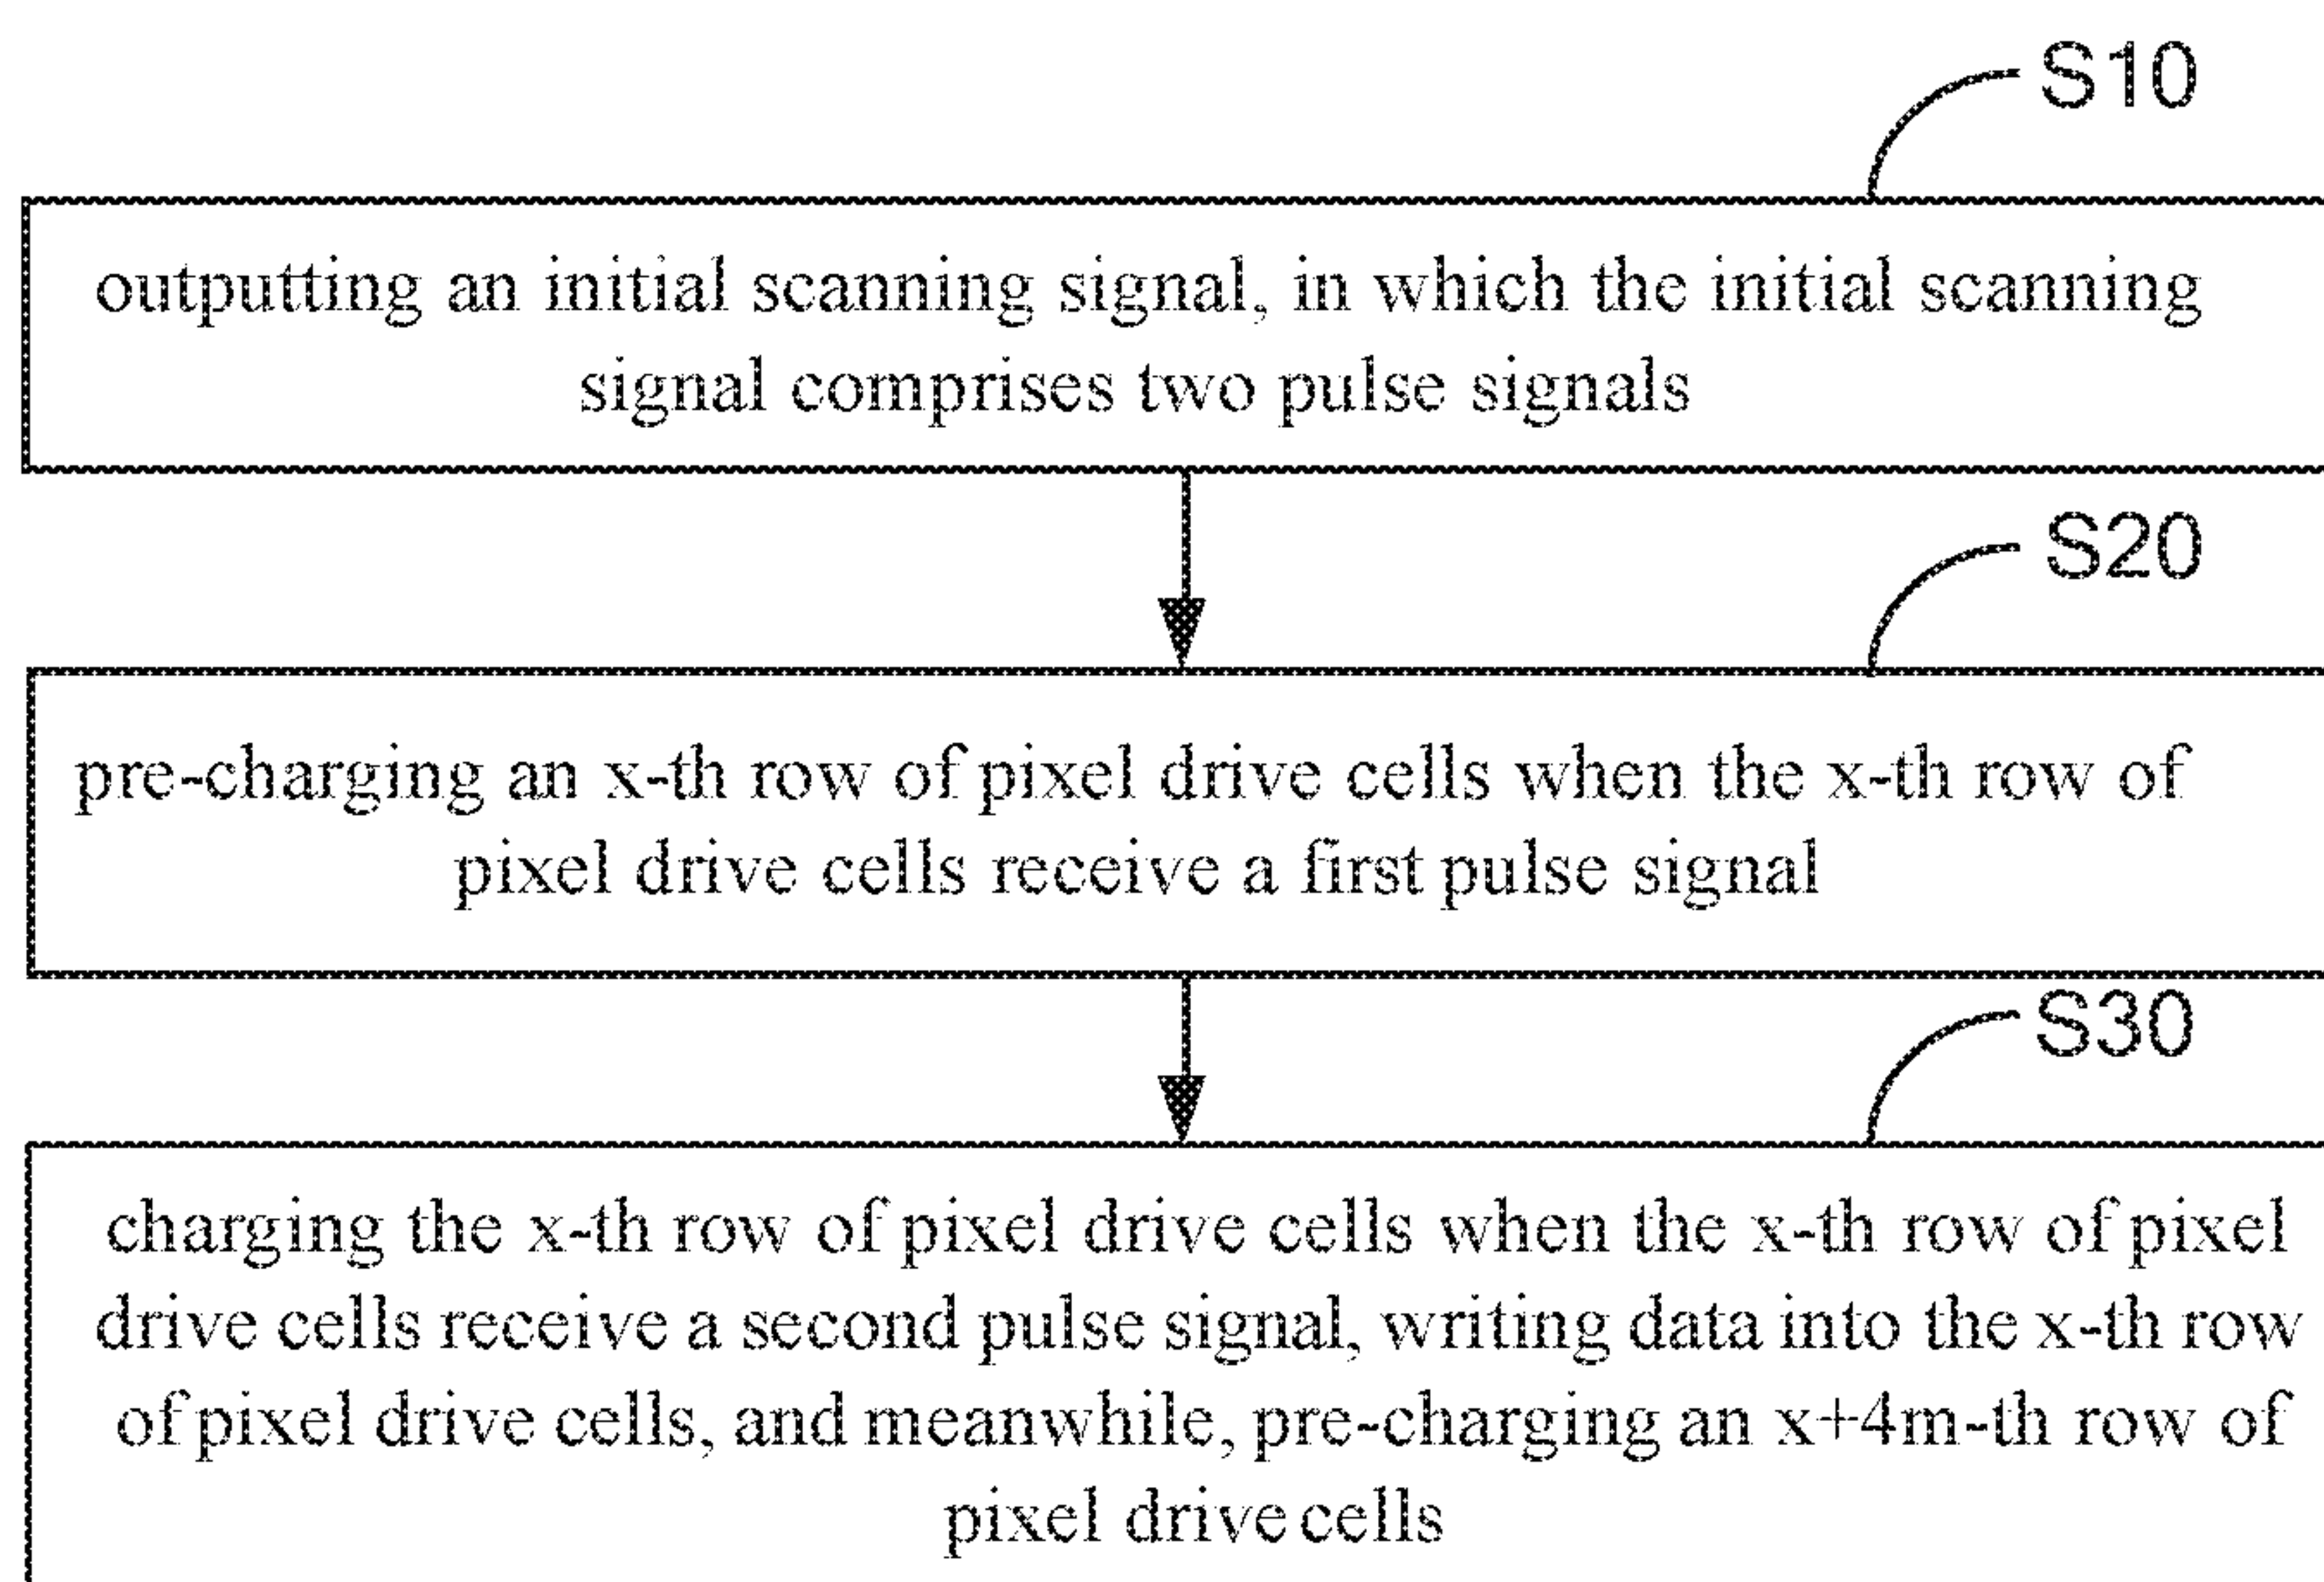 S10
outputting an initial scanning signal, in which the initial scanning
signal comprises two pulse signals
S20
pre-charging an x-th row of pixel drive cells when the x-th row of
pixel drive cells receive a first pulse signal
S30
charging the x-th row of pixel drive cells when the x-th row of pixel
drive cells receive a second pulse signal, writing data into the x-th row
of pixel drive cells, and meanwhile, pre-charging an x+4m-th row of
pixel drive cells